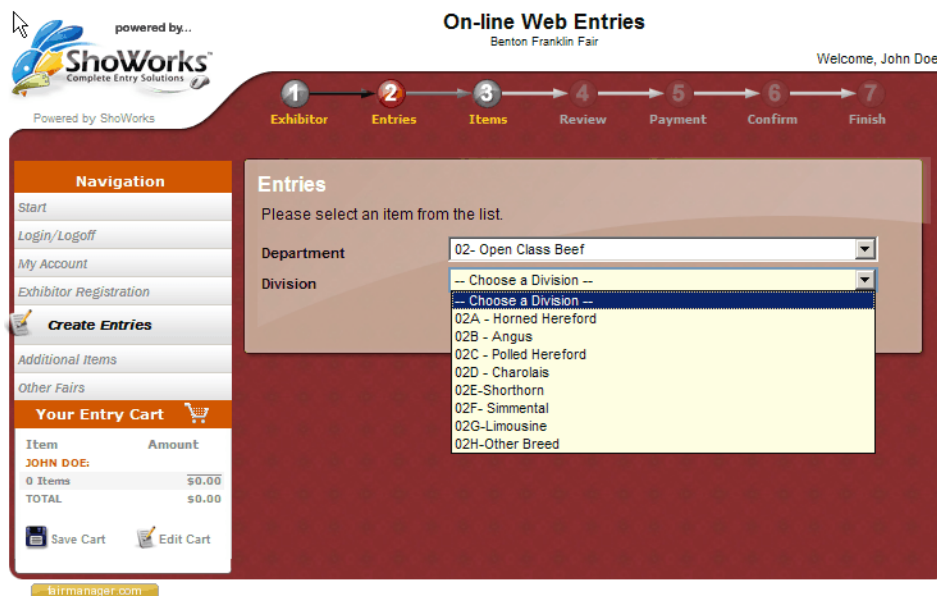 powered by...
ShoWorks™
Complete Entry Solutions
Powered by ShoWorks
On-line Web Entries
Benton Franklin Fair
Welcome, John Doe
1 2 3 4 5 6 7
Exhibitor Entries Items Review Payment Confirm Finish
Navigation
Start
Login/Logoff
My Account
Exhibitor Registration
Create Entries
Additional Items
Other Fairs
Your Entry Cart
Item Amount
JOHN DOE:
0 Items $0.00
TOTAL $0.00
Save Cart Edit Cart
fairmanager.com
Entries
Please select an item from the list.
Department 02- Open Class Beef
Division -- Choose a Division --
-- Choose a Division --
02A - Horned Hereford
02B - Angus
02C - Polled Hereford
02D - Charolais
02E-Shorthorn
02F- Simmental
02G-Limousine
02H-Other Breed